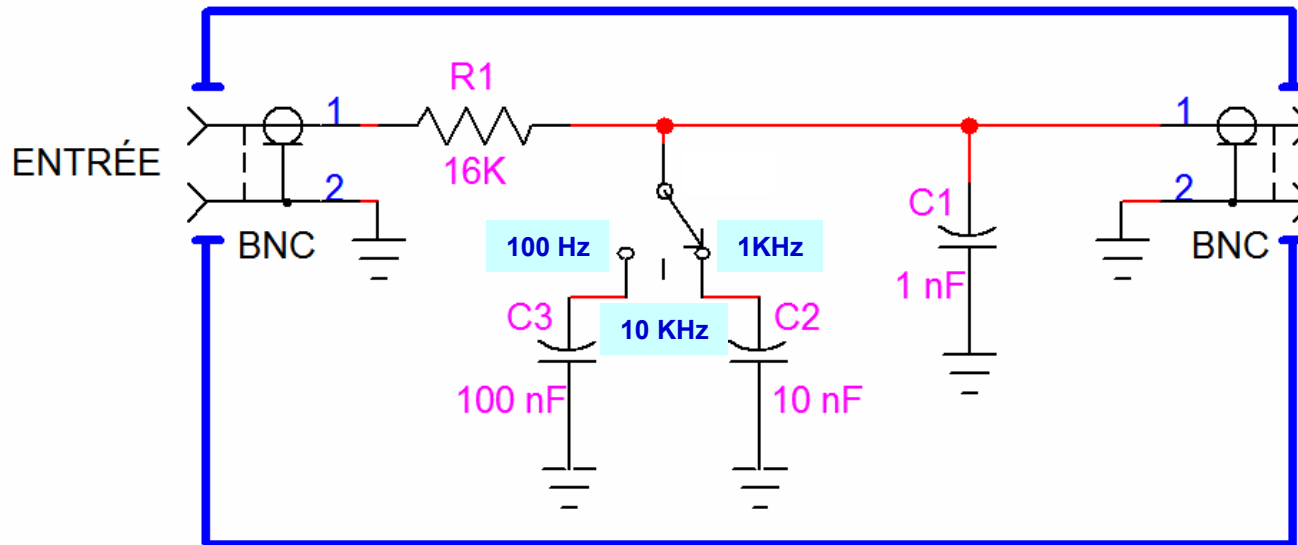 R1
1
1
ENTRÉE
16K
2
2
C1
BNC
100 Hz
1KHz
BNC
1 nF
C3
10 KHz
C2
100 nF
10 nF